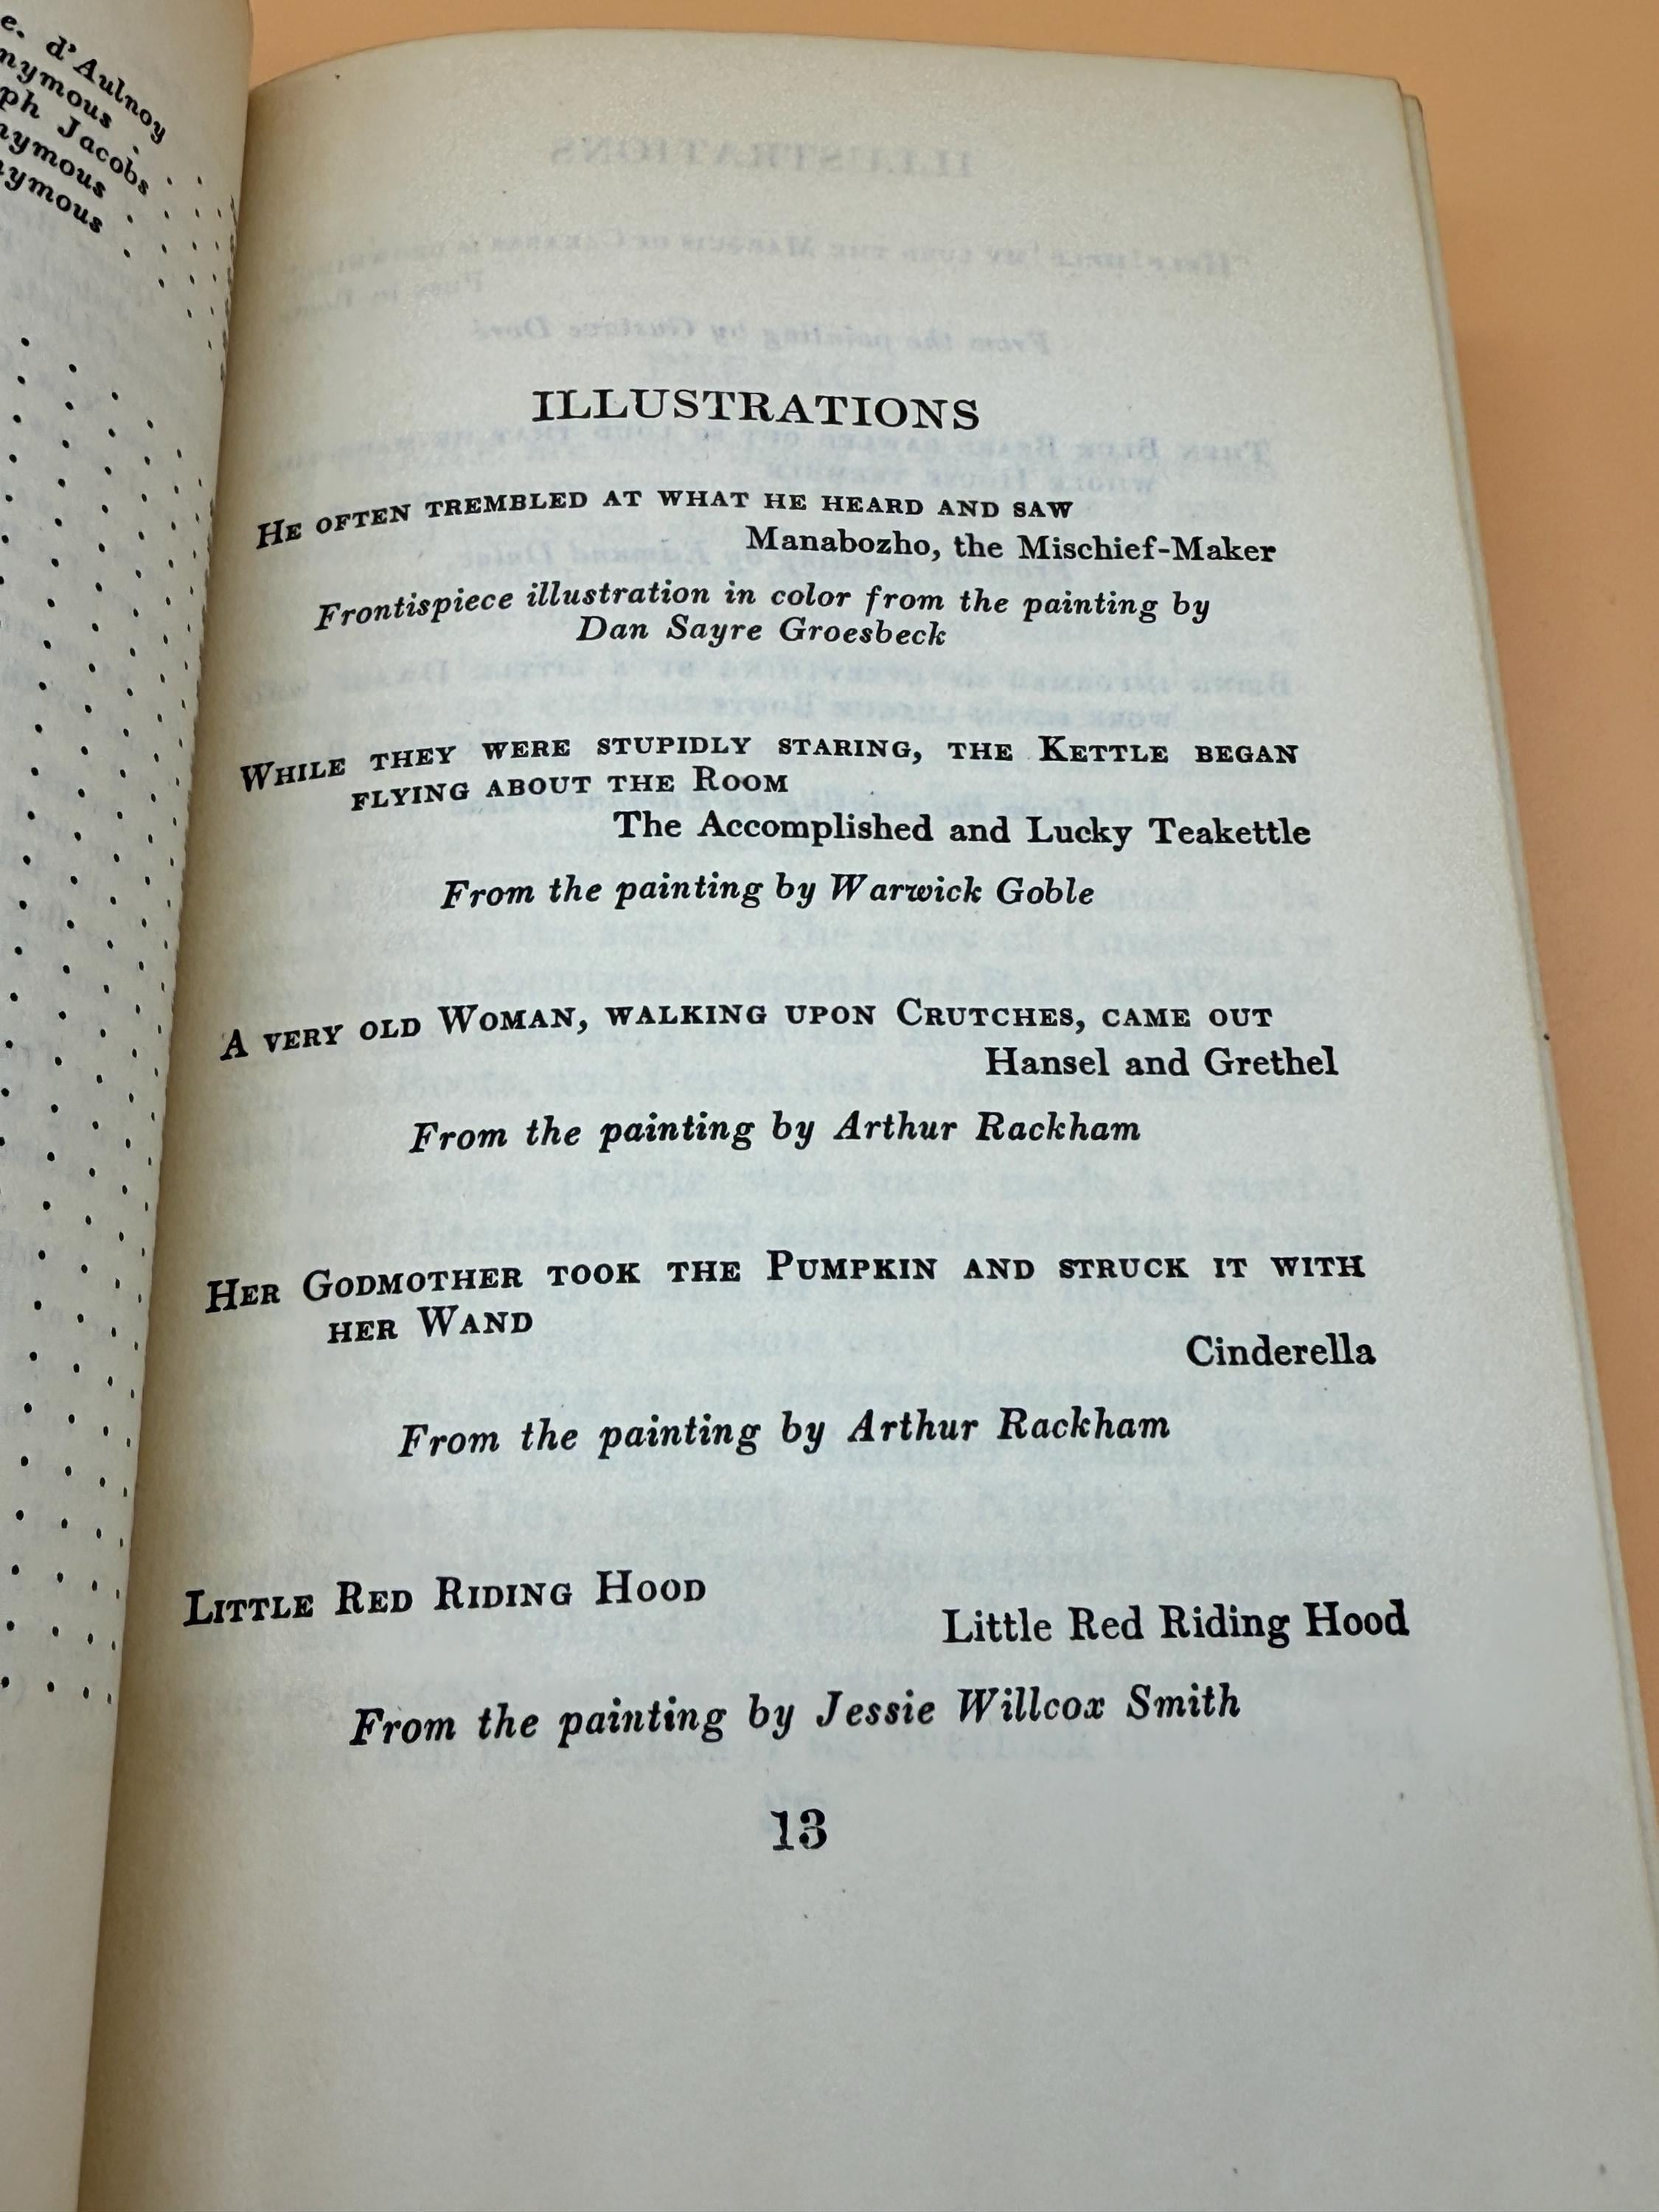 d'Aulnoy
Jacobs
ILLUSTRATIONS
HE OFTEN TREMBLED AT WHAT HE HEARD AND SAW
Manabozho, the Mischief-Maker
Frontispiece illustration in color from the painting by
Dan Sayre Groesbeck
WHILE THEY WERE STUPIDLY STARING, THE KETTLE BEGAN
FLYING ABOUT THE ROOM
The Accomplished and Lucky Teakettle
From the painting by Warwick Goble
A VERY OLD WOMAN, WALKING UPON CRUTCHES, CAME OUT
Hansel and Grethel
From the painting by Arthur Rackham
HER GODMOTHER TOOK THE PUMPKIN AND STRUCK IT WITH
HER WAND
Cinderella
From the painting by Arthur Rackham
LITTLE RED RIDING HOOD
Little Red Riding Hood
From the painting by Jessie Willcox Smith
13